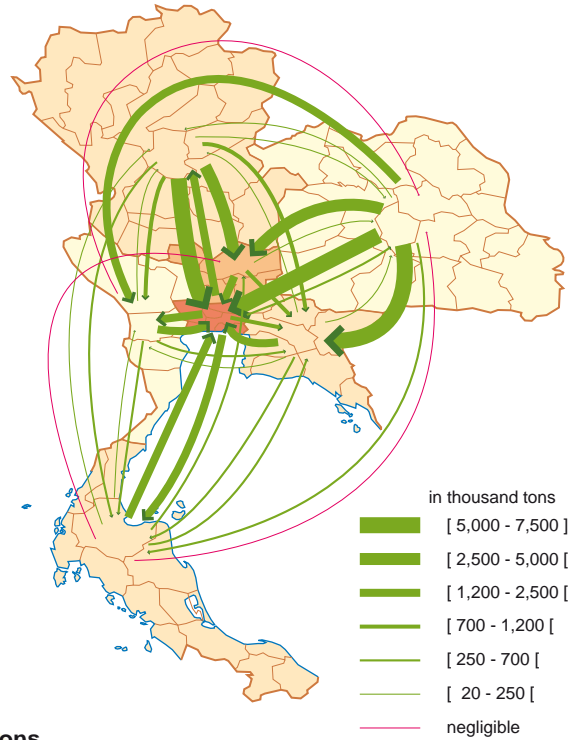 in thousand tons
[ 5,000 - 7,500 ]
[ 2,500 - 5,000 [
[ 1,200 - 2,500 [
[ 700 - 1,200 [
[ 250 - 700 [
[ 20 - 250 [
negligible